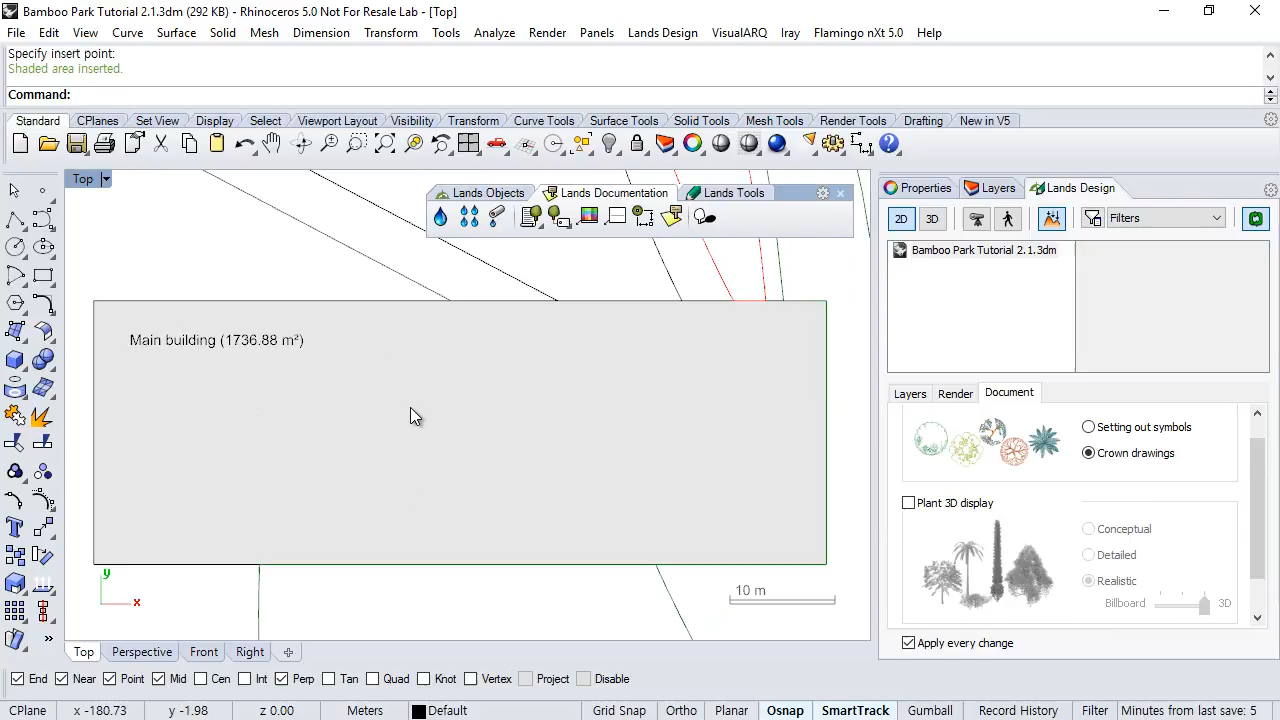 Bamboo Park Tutorial 2.1.3dm (292 KB) - Rhinoceros 5.0 Not For Resale Lab - [Top]
File Edit View Curve Surface Solid Mesh Dimension Transform Tools Analyze Render Panels Lands Design VisualARQ Iray Flamingo nXt 5.0 Help
Specify insert point:
Shaded area inserted.
Command:
Standard CPlanes Set View Display Select Viewport Layout Visibility Transform Curve Tools Surface Tools Solid Tools Mesh Tools Render Tools Drafting New in V5
Top
Lands Objects Lands Documentation Lands Tools
Properties Layers Lands Design
2D 3D Filters
Bamboo Park Tutorial 2.1.3dm
Main building (1736.88 m²)
Layers Render Document
Setting out symbols
Crown drawings
Plant 3D display
Conceptual
Detailed
Realistic
Billboard 3D
y
x
10 m
Apply every change
Top Perspective Front Right
End Near Point Mid Cen Int Perp Tan Quad Knot Vertex Project Disable
CPlane x -180.73 y -1.98 z 0.00 Meters Default Grid Snap Ortho Planar Osnap SmartTrack Gumball Record History Filter Minutes from last save: 5